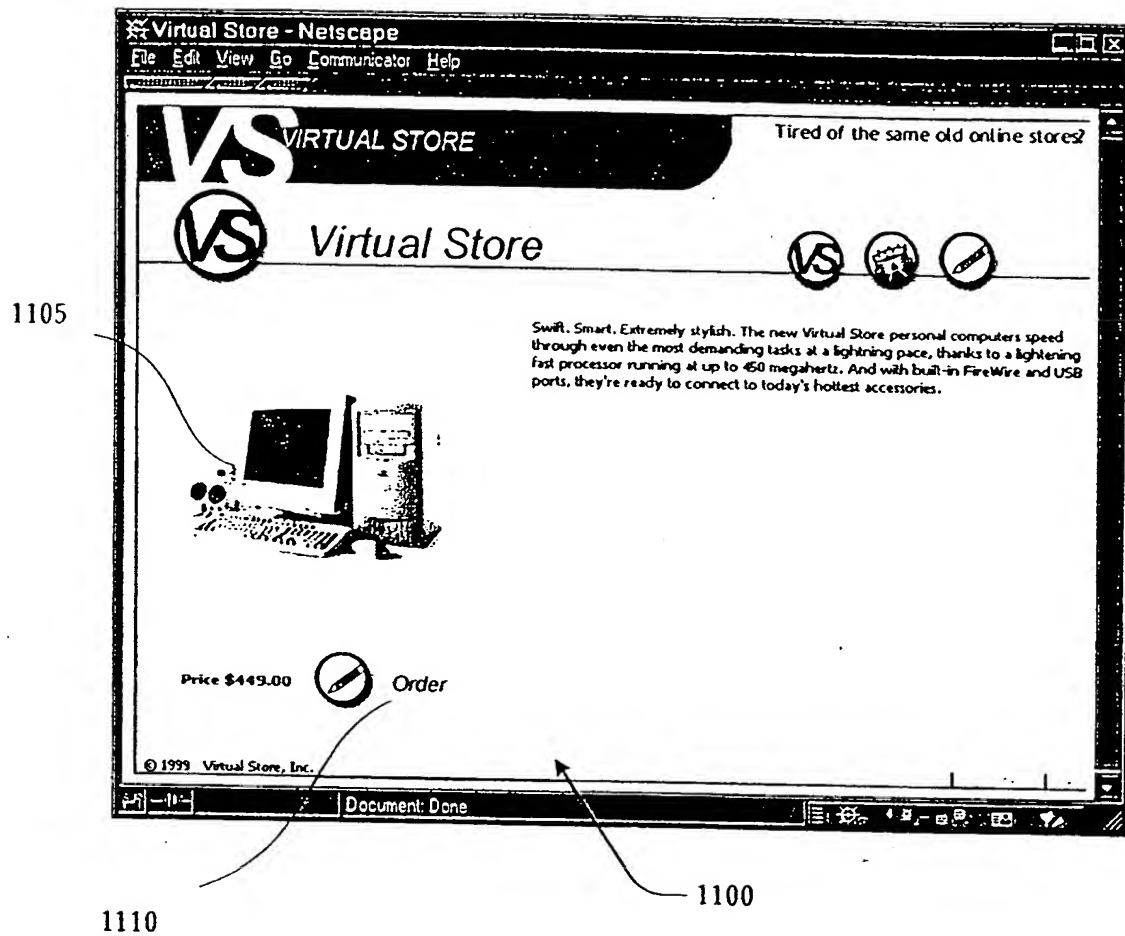 Virtual Store - Netscape
File Edit View Go Communicator Help
VS VIRTUAL STORE
Tired of the same old online stores?
VS Virtual Store
VS
1105
Swift. Smart. Extremely stylish. The new Virtual Store personal computers speed
through even the most demanding tasks at a lightning pace, thanks to a lightening
fast processor running at up to 450 megahertz. And with built-in FireWire and USB
ports, they're ready to connect to today's hottest accessories.
Price $449.00
Order
© 1999 Virtual Store, Inc.
Document: Done
1100
1110